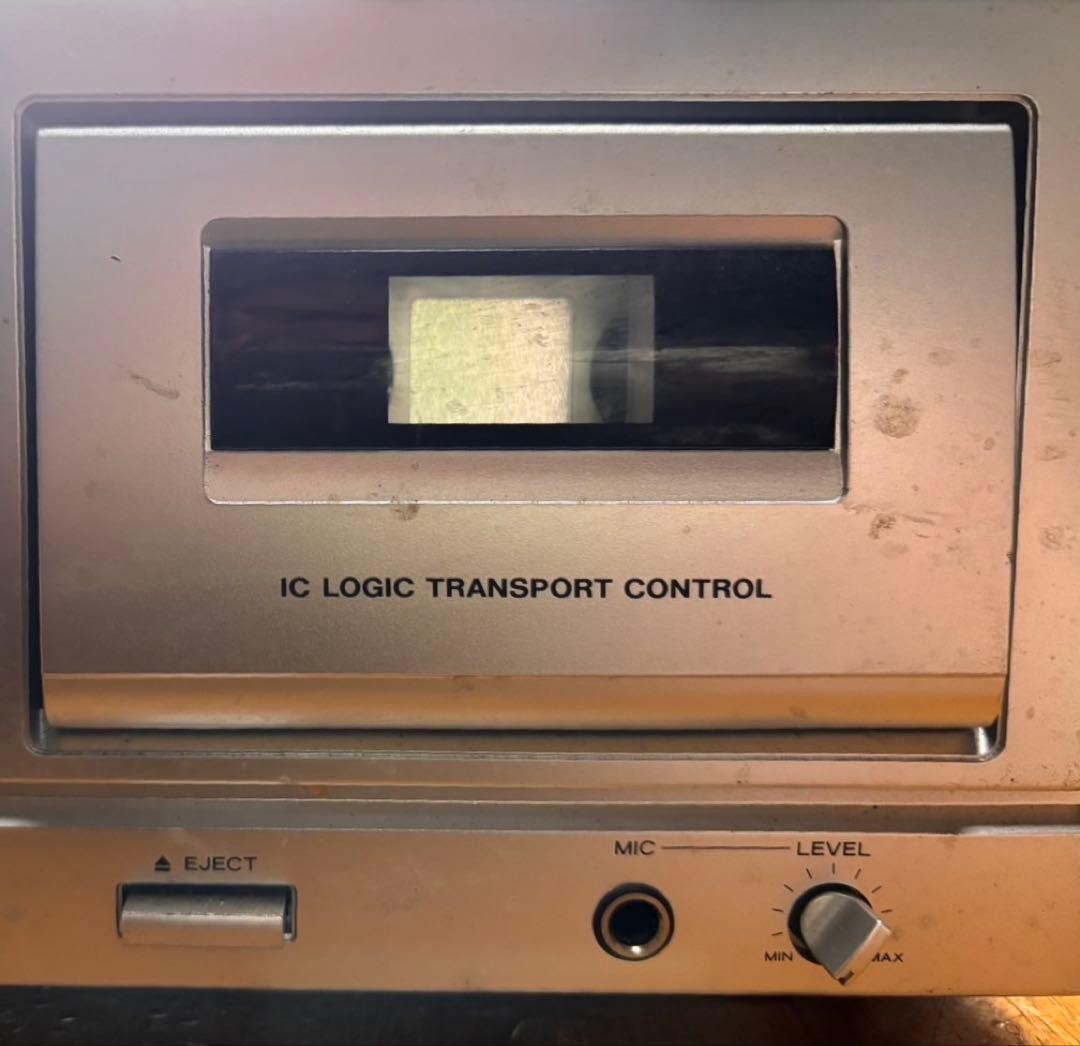 IC LOGIC TRANSPORT CONTROL
⏏ EJECT
MIC LEVEL
MIN MAX